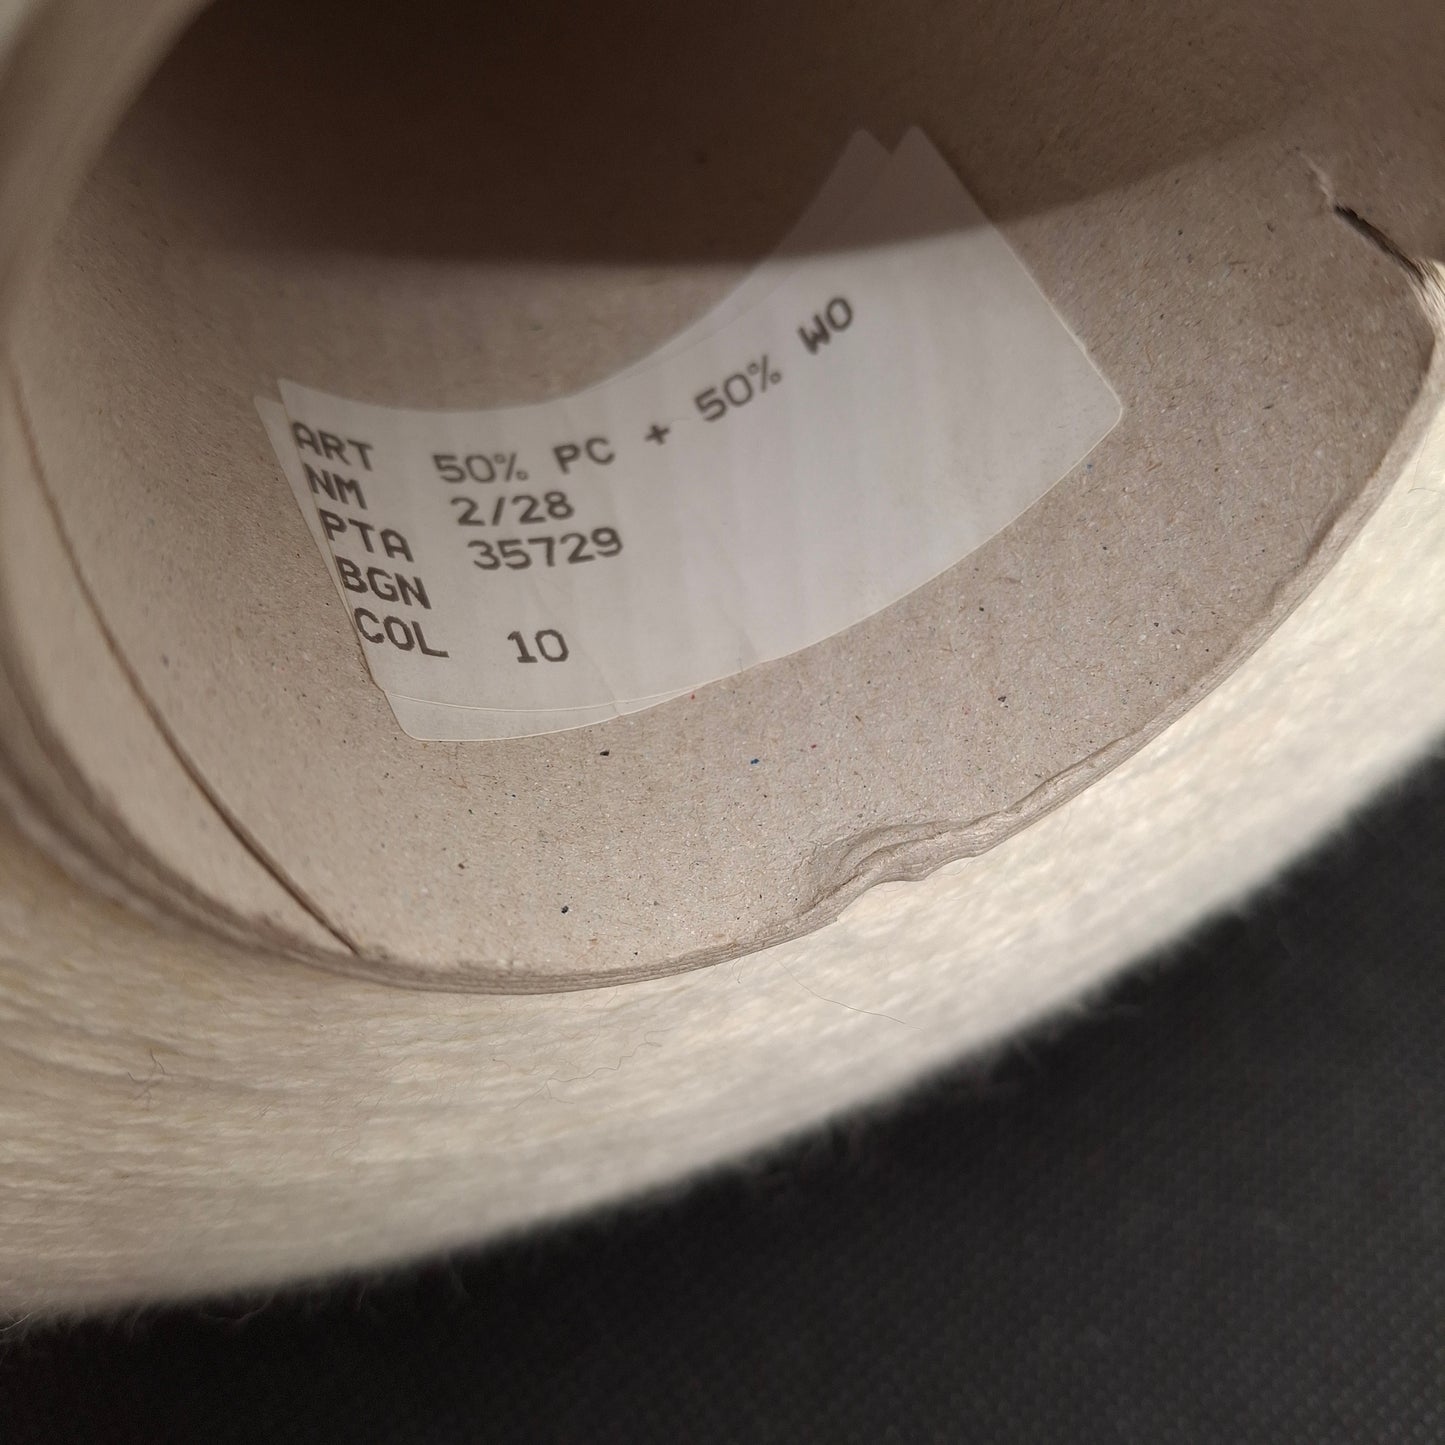 ART 50% PC + 50% WO
NM 2/28
PTA 35729
BGN
COL 10